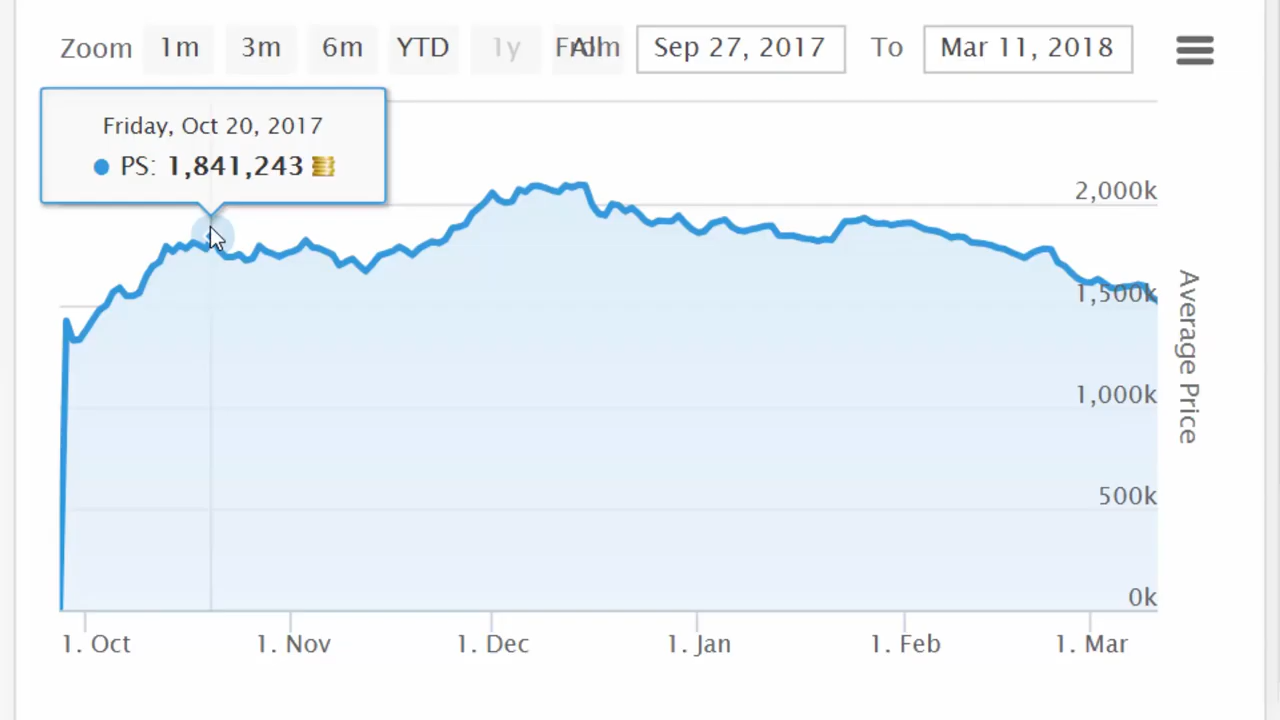 Zoom 1m 3m 6m YTD 1y From All Sep 27, 2017 To Mar 11, 2018
Friday, Oct 20, 2017
PS: 1,841,243
2,000k
1,500k
1,000k
500k
0k
Average Price
1. Oct 1. Nov 1. Dec 1. Jan 1. Feb 1. Mar